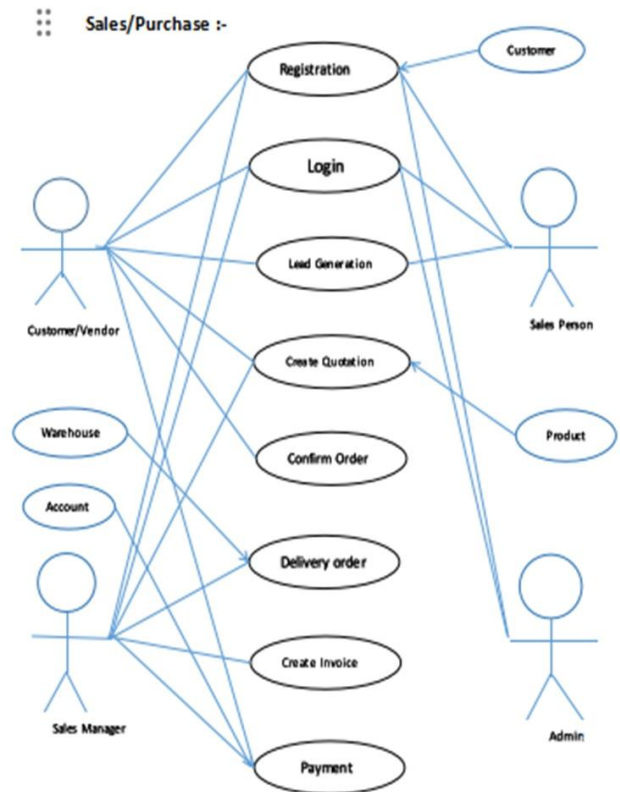 Sales/Purchase :-
Customer
Registration
Login
Lead Generation
Customer/Vendor
Sales Person
Create Quotation
Warehouse
Product
Confirm Order
Account
Delivery order
Create Invoice
Sales Manager
Admin
Payment